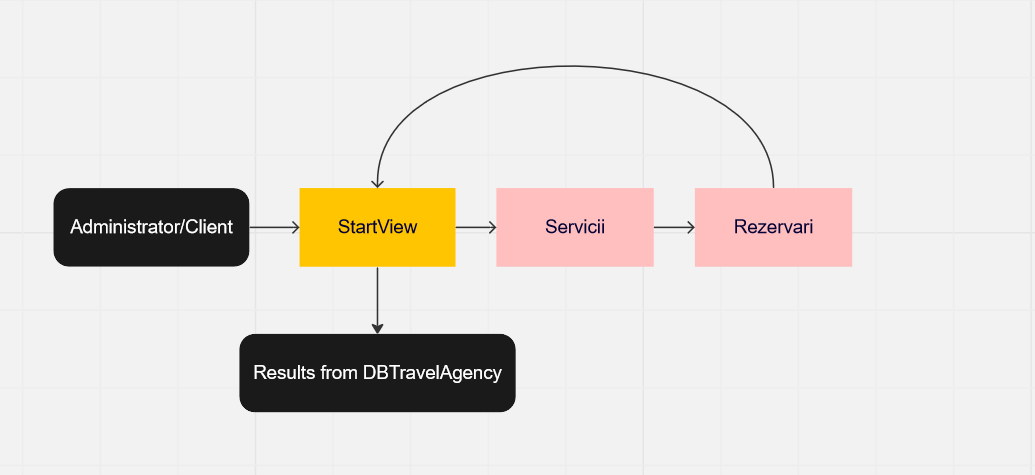 Administrator/Client
StartView
Servicii
Rezervari
Results from DBTravelAgency